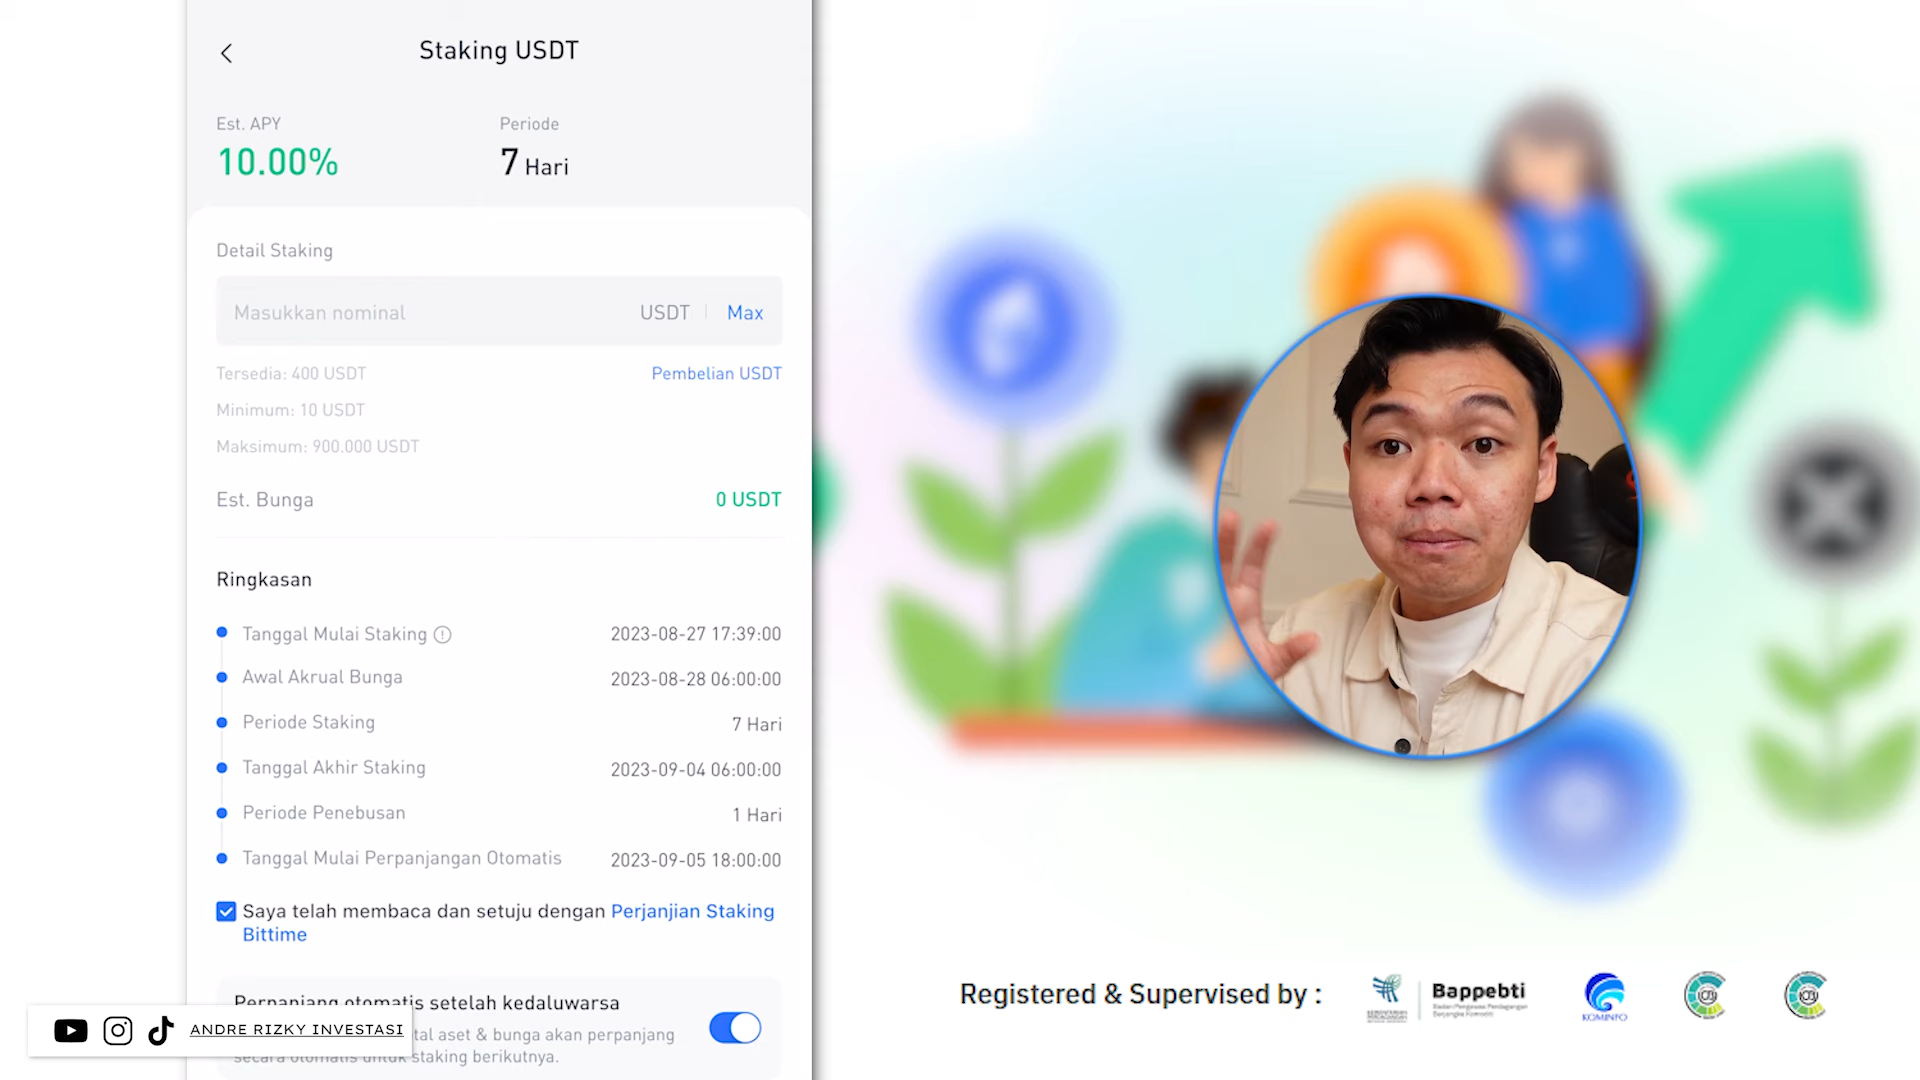 Staking USDT
Est. APY
Periode
10.00%
7 Hari
Detail Staking
Masukkan nominal
USDT
Max
Tersedia: 400 USDT
Pembelian USDT
Minimum: 10 USDT
Maksimum: 900.000 USDT
Est. Bunga
0 USDT
Ringkasan
Tanggal Mulai Staking
2023-08-27 17:39:00
Awal Akrual Bunga
2023-08-28 06:00:00
Periode Staking
7 Hari
Tanggal Akhir Staking
2023-09-04 06:00:00
Periode Penebusan
1 Hari
Tanggal Mulai Perpanjangan Otomatis
2023-09-05 18:00:00
Saya telah membaca dan setuju dengan Perjanjian Staking
Bittime
Perpanjang otomatis setelah kedaluwarsa
tal aset & bunga akan perpanjang
secara otomatis untuk staking berikutnya.
ANDRE RIZKY INVESTASI
Registered & Supervised by :
Bappebti
KOMINFO